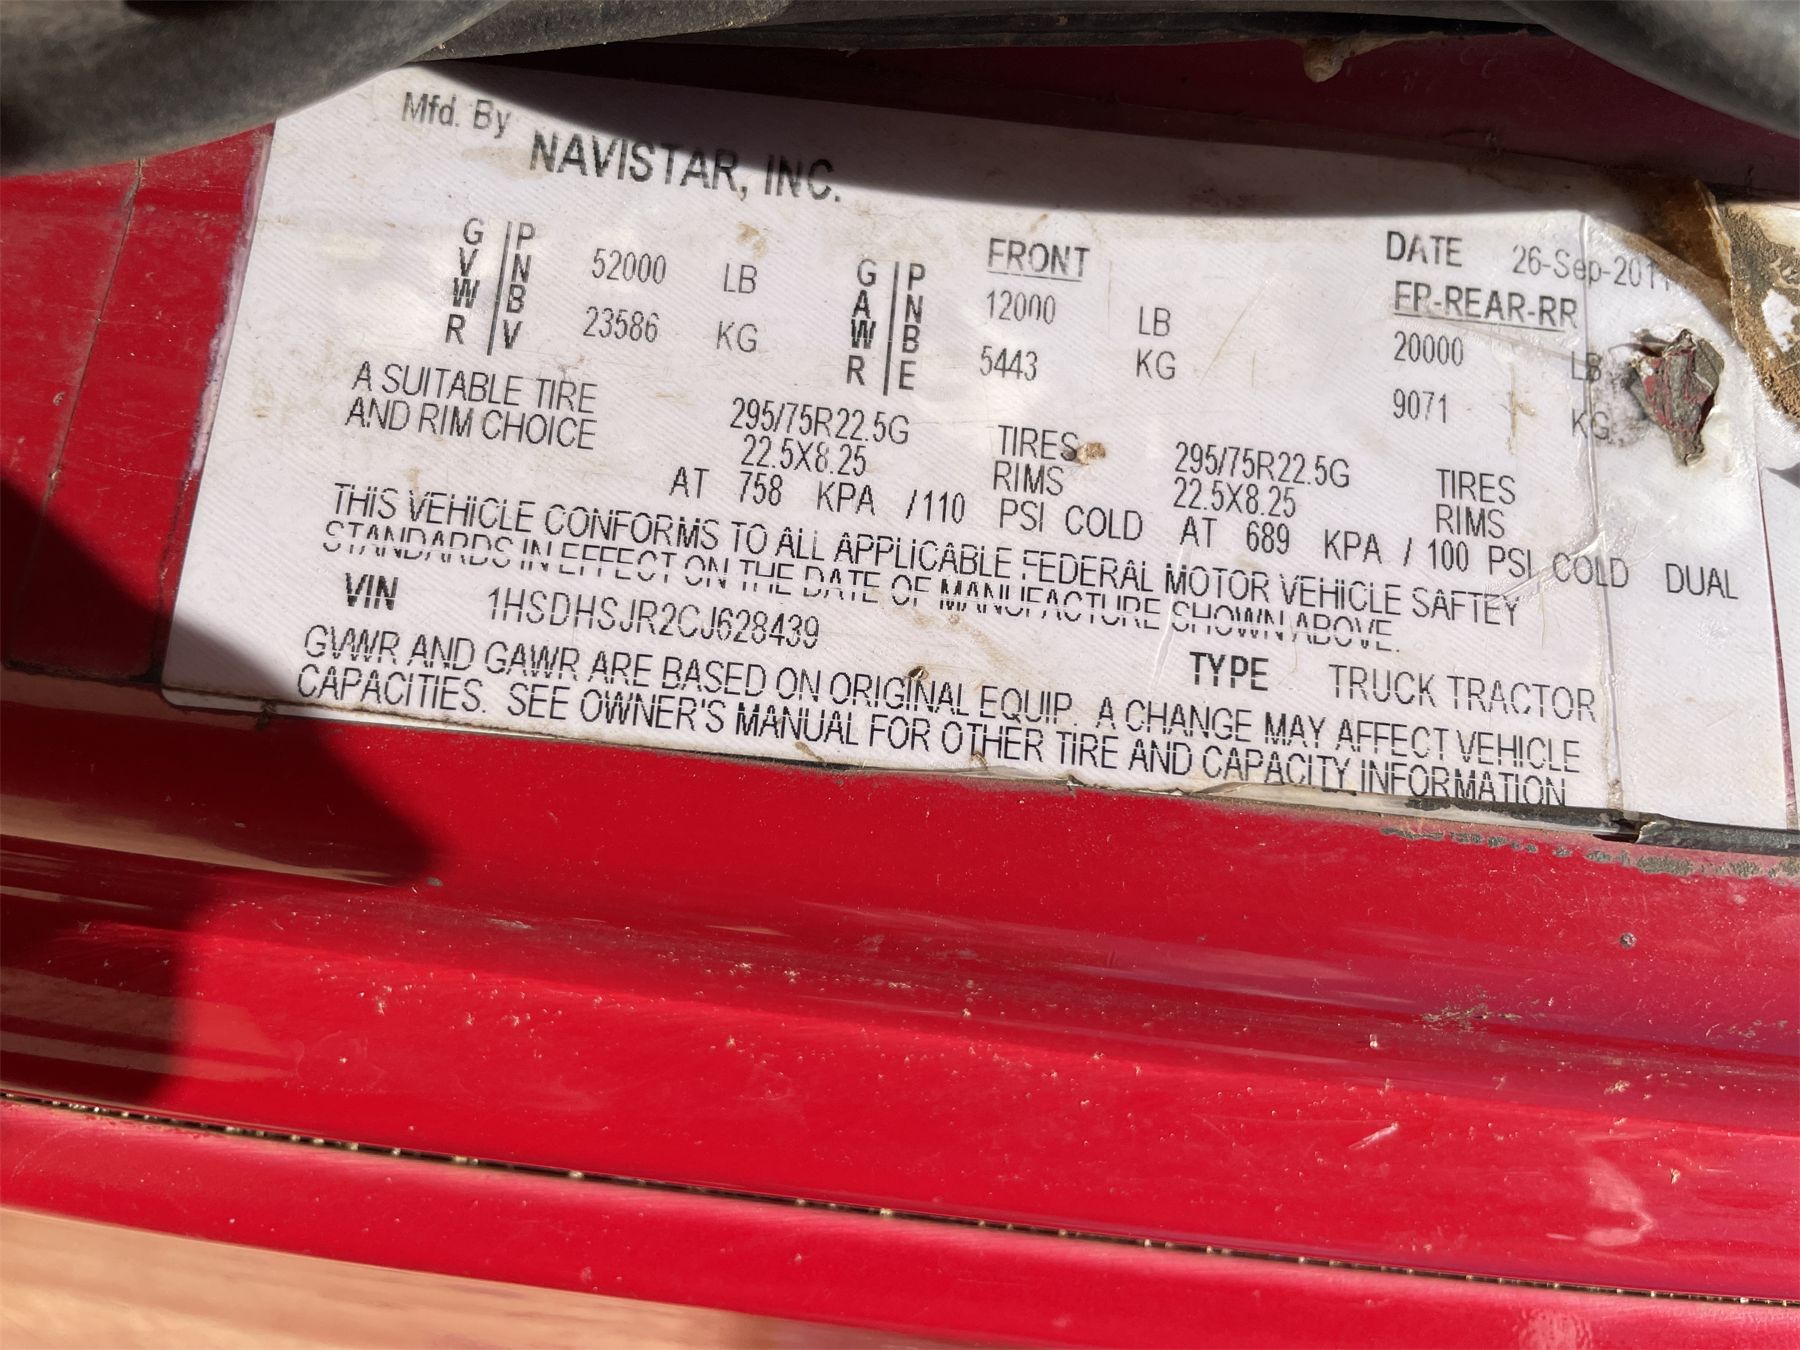 Mfd. By
NAVISTAR, INC.
DATE 26-Sep-2011
GVWR | PNBV 52000 LB
23586 KG
GAWR | PNBE
FRONT
12000 LB
5443 KG
FR-REAR-RR
20000 LB
9071 KG
A SUITABLE TIRE
AND RIM CHOICE
295/75R22.5G TIRES 295/75R22.5G TIRES
22.5X8.25 RIMS 22.5X8.25 RIMS
AT 758 KPA /110 PSI COLD AT 689 KPA / 100 PSI COLD DUAL
THIS VEHICLE CONFORMS TO ALL APPLICABLE FEDERAL MOTOR VEHICLE SAFTEY
STANDARDS IN EFFECT ON THE DATE OF MANUFACTURE SHOWN ABOVE.
VIN 1HSDHSJR2CJ628439 TYPE TRUCK TRACTOR
GVWR AND GAWR ARE BASED ON ORIGINAL EQUIP. A CHANGE MAY AFFECT VEHICLE
CAPACITIES. SEE OWNER'S MANUAL FOR OTHER TIRE AND CAPACITY INFORMATION